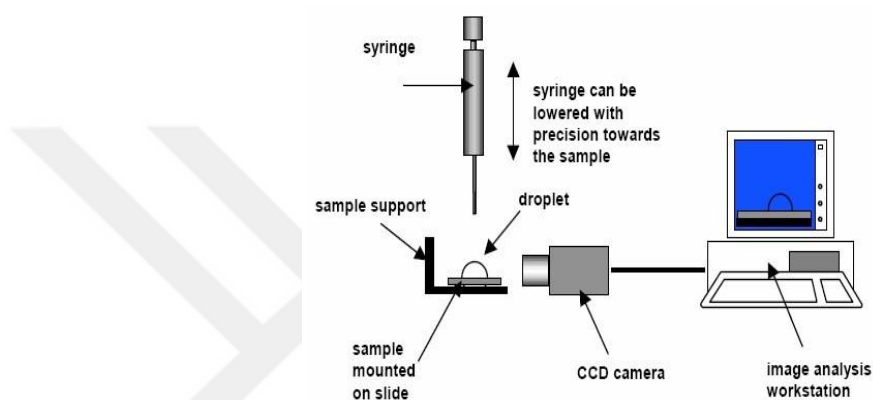 syringe
syringe can be
lowered with
precision towards
the sample
sample support
droplet
sample
mounted
on slide
CCD camera
image analysis
workstation